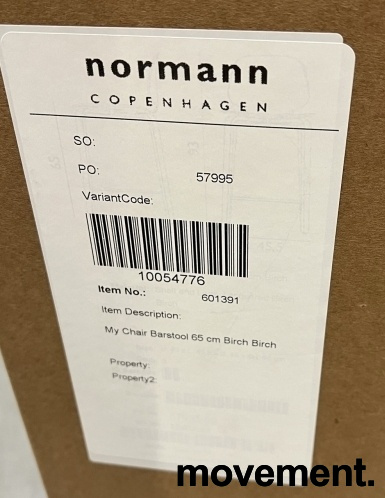 normann
COPENHAGEN
SO:
PO: 57995
VariantCode:
10054776
Item No.: 601391
Item Description:
My Chair Barstool 65 cm Birch Birch
Property:
Property2:
movement.